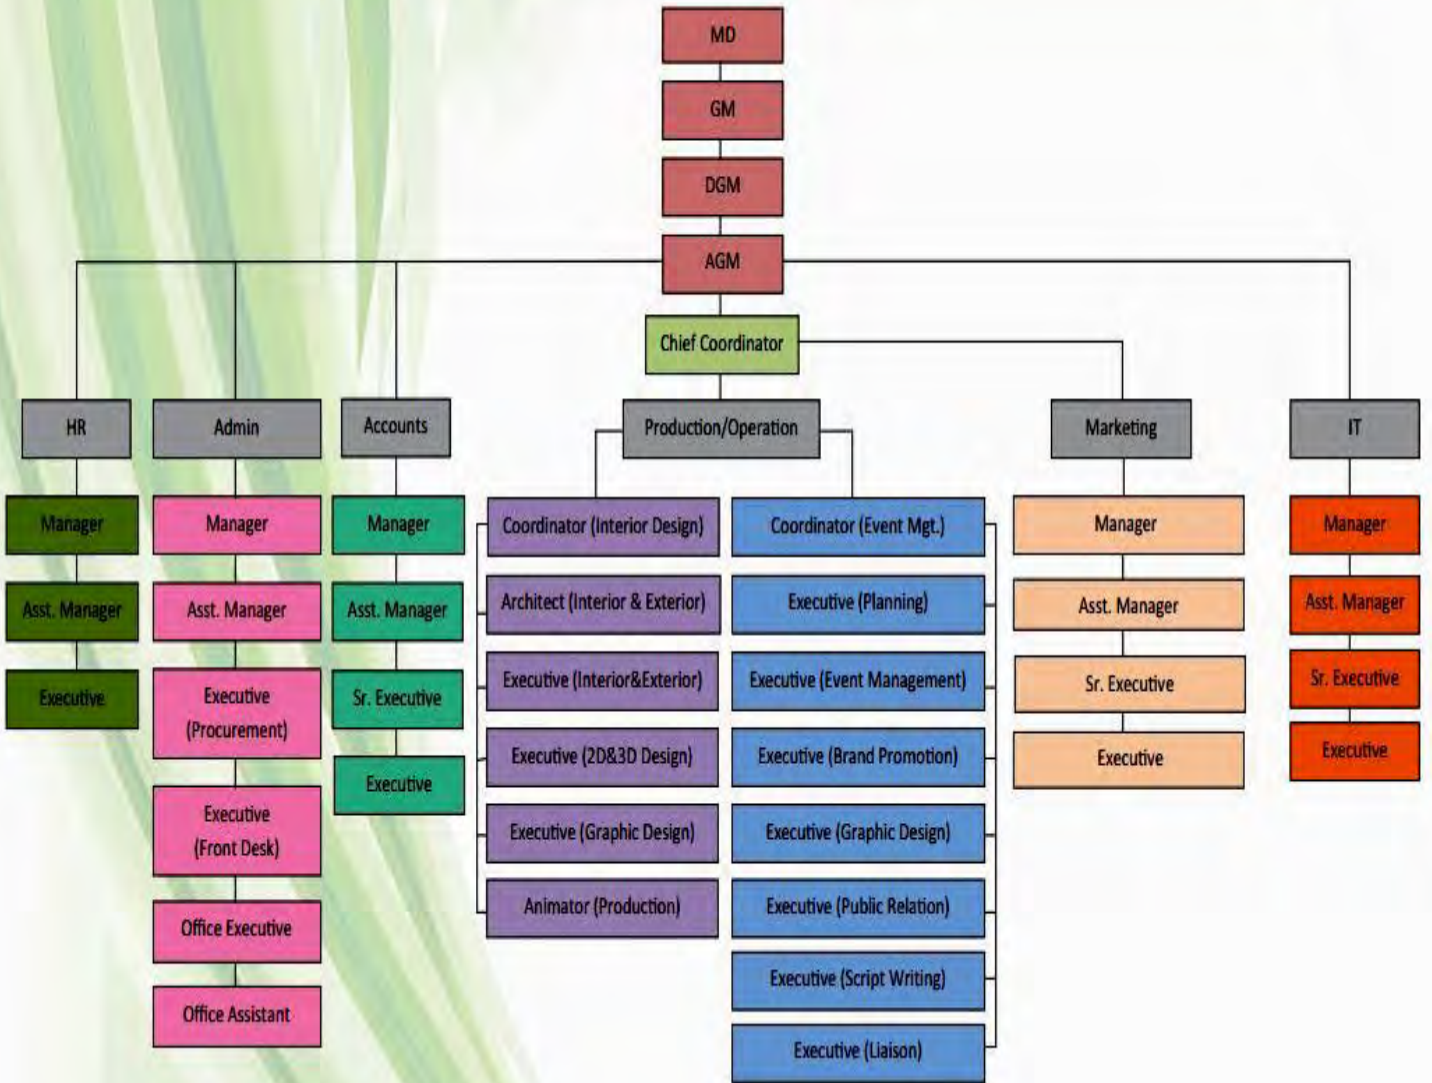 MD
GM
DGM
AGM
Chief Coordinator
HR
Admin
Accounts
Production/Operation
Marketing
IT
Manager
Asst. Manager
Executive
Manager
Asst. Manager
Executive
(Procurement)
Executive
(Front Desk)
Office Executive
Office Assistant
Manager
Asst. Manager
Sr. Executive
Executive
Coordinator (Interior Design)
Architect (Interior & Exterior)
Executive (Interior&Exterior)
Executive (2D&3D Design)
Executive (Graphic Design)
Animator (Production)
Coordinator (Event Mgt.)
Executive (Planning)
Executive (Event Management)
Executive (Brand Promotion)
Executive (Graphic Design)
Executive (Public Relation)
Executive (Script Writing)
Executive (Liaison)
Manager
Asst. Manager
Sr. Executive
Executive
Manager
Asst. Manager
Sr. Executive
Executive